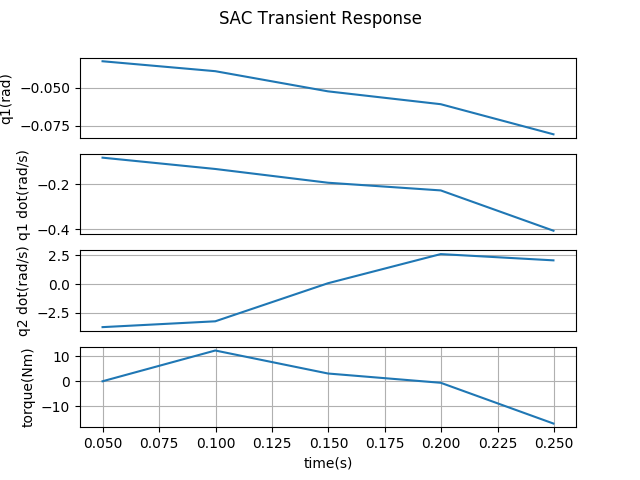 SAC Transient Response
q1(rad)
−0.050
−0.075
q1 dot(rad/s)
−0.2
−0.4
q2 dot(rad/s)
2.5
0.0
−2.5
torque(Nm)
10
0
−10
0.050 0.075 0.100 0.125 0.150 0.175 0.200 0.225 0.250
time(s)